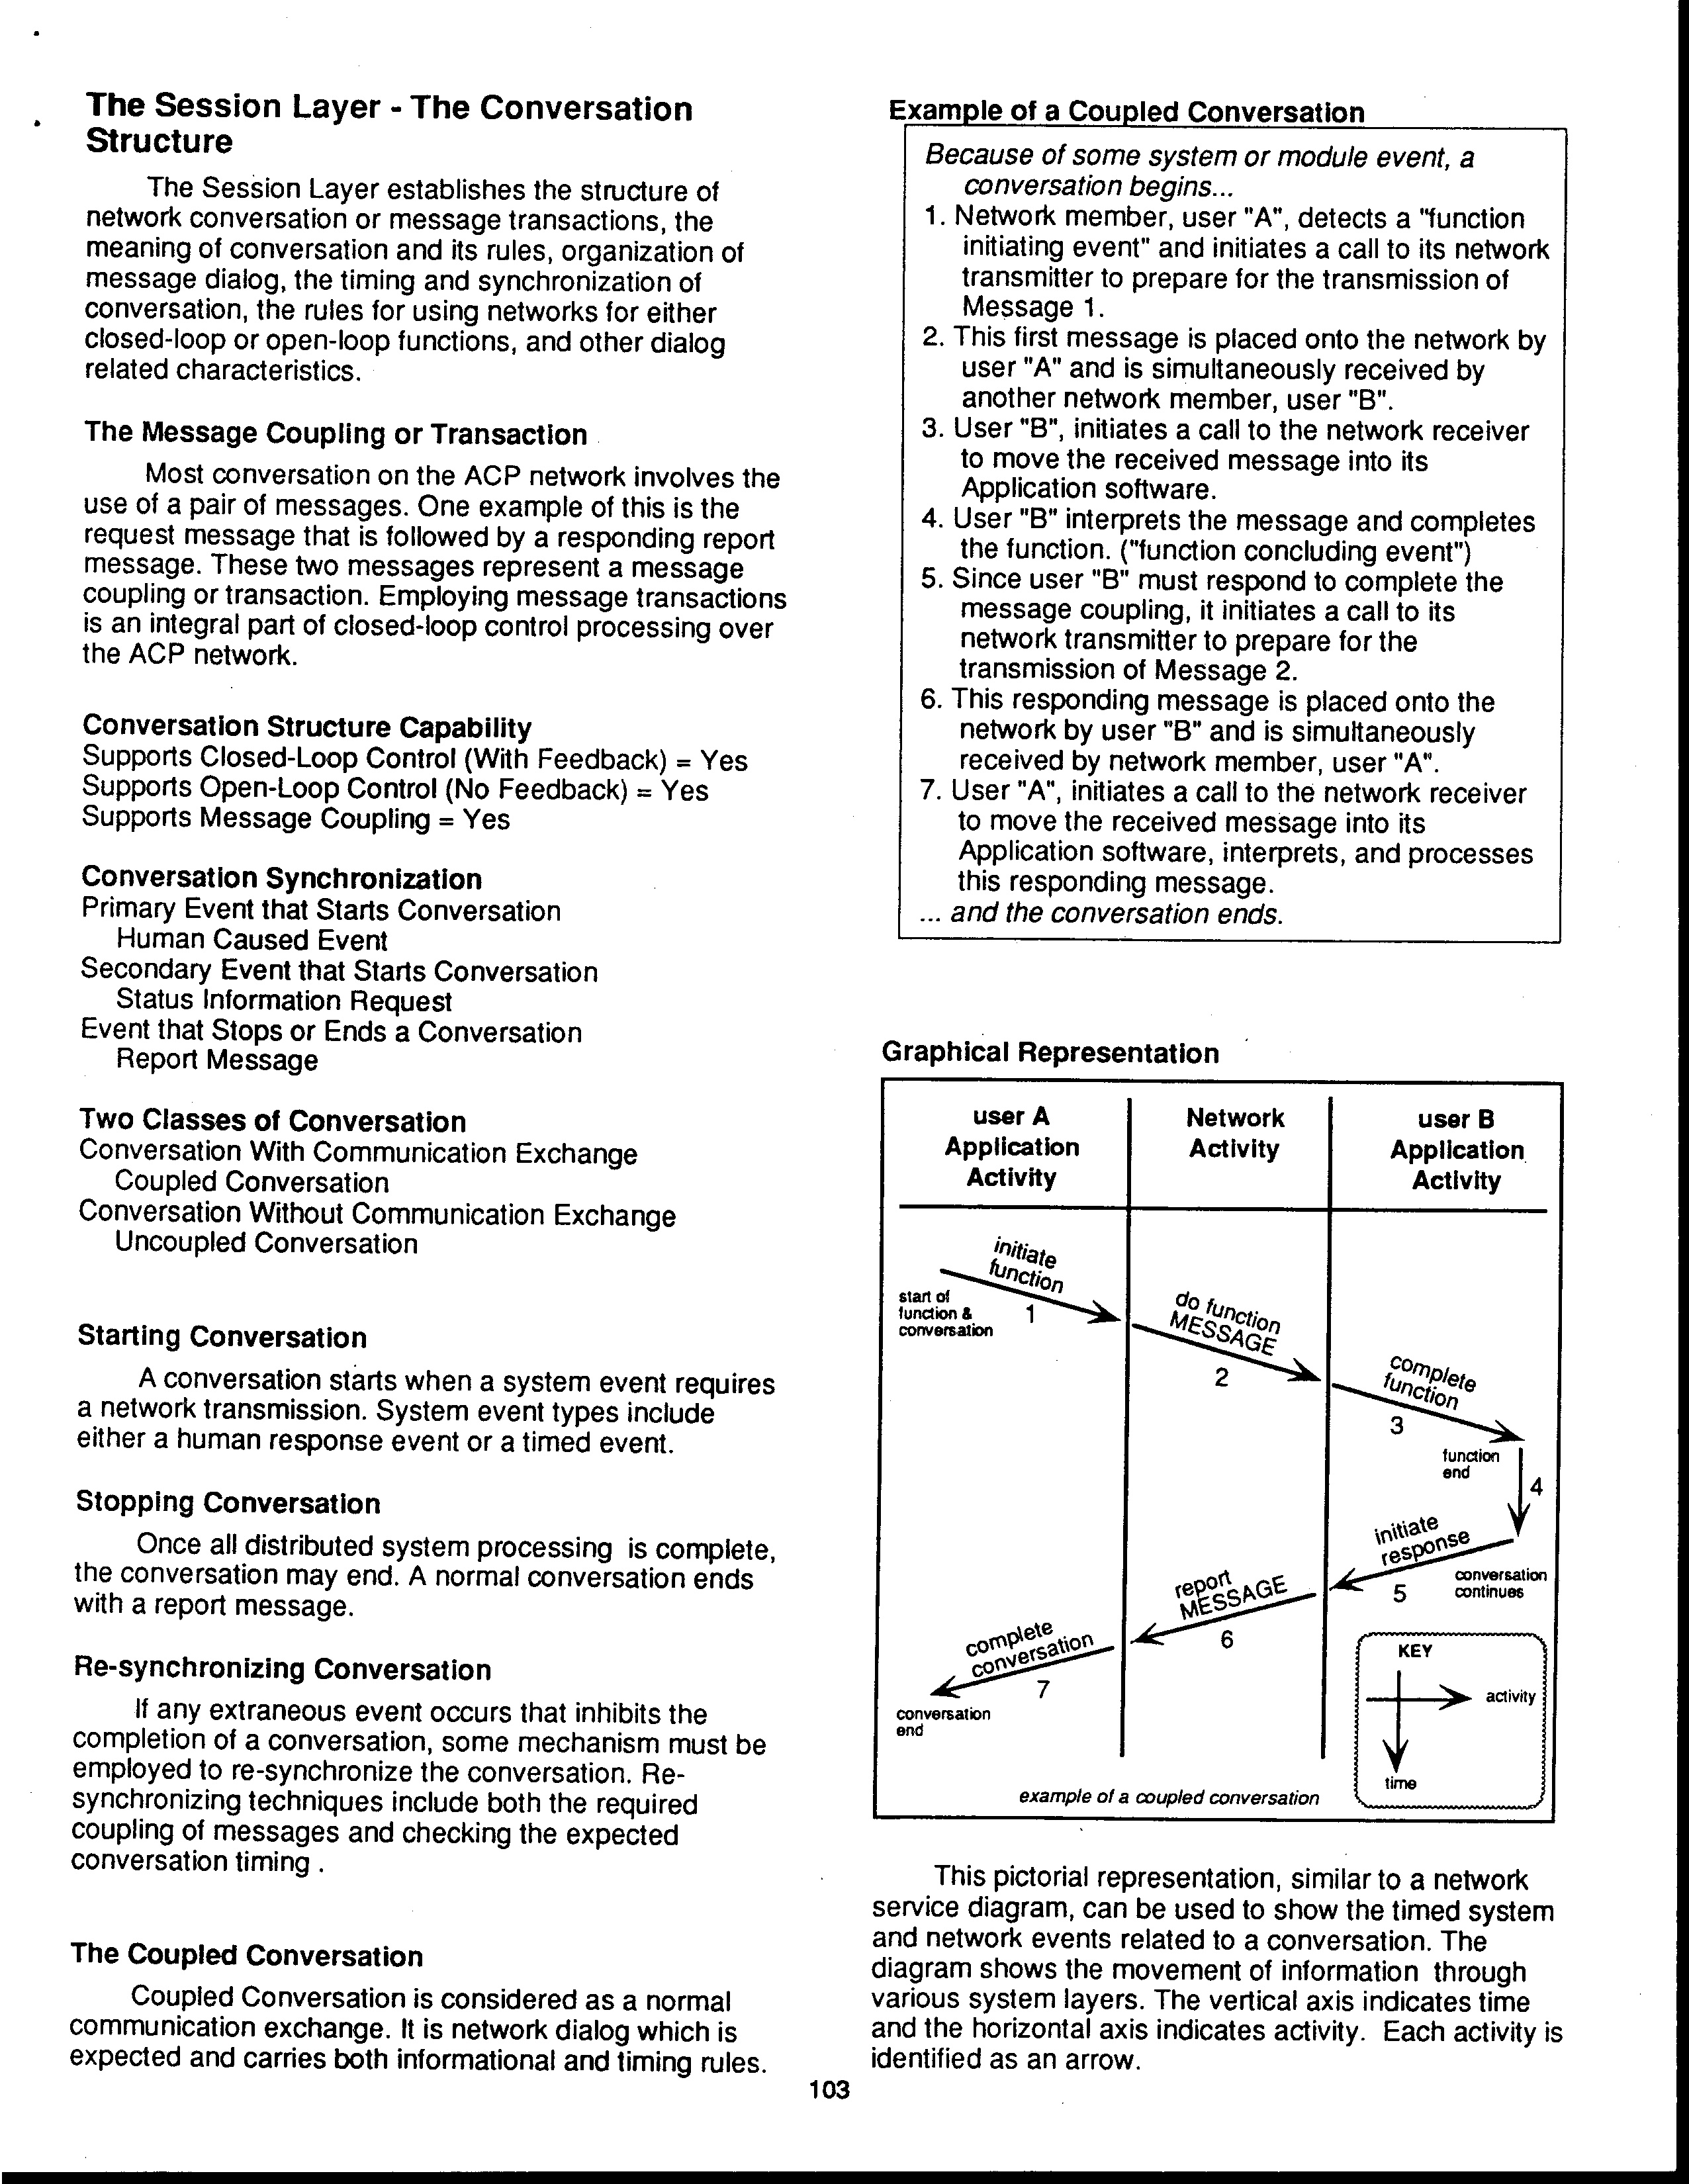 The Session Layer - The Conversation
Structure
The Session Layer establishes the structure of
network conversation or message transactions, the
meaning of conversation and its rules, organization of
message dialog, the timing and synchronization of
conversation, the rules for using networks for either
closed-loop or open-loop functions, and other dialog
related characteristics.
The Message Coupling or Transaction
Most conversation on the ACP network involves the
use of a pair of messages. One example of this is the
request message that is followed by a responding report
message. These two messages represent a message
coupling or transaction. Employing message transactions
is an integral part of closed-loop control processing over
the ACP network.
Conversation Structure Capability
Supports Closed-Loop Control (With Feedback) = Yes
Supports Open-Loop Control (No Feedback) = Yes
Supports Message Coupling = Yes
Conversation Synchronization
Primary Event that Starts Conversation
Human Caused Event
Secondary Event that Starts Conversation
Status Information Request
Event that Stops or Ends a Conversation
Report Message
Two Classes of Conversation
Conversation With Communication Exchange
Coupled Conversation
Conversation Without Communication Exchange
Uncoupled Conversation
Starting Conversation
A conversation starts when a system event requires
a network transmission. System event types include
either a human response event or a timed event.
Stopping Conversation
Once all distributed system processing is complete,
the conversation may end. A normal conversation ends
with a report message.
Re-synchronizing Conversation
If any extraneous event occurs that inhibits the
completion of a conversation, some mechanism must be
employed to re-synchronize the conversation. Re-
synchronizing techniques include both the required
coupling of messages and checking the expected
conversation timing .
The Coupled Conversation
Coupled Conversation is considered as a normal
communication exchange. It is network dialog which is
expected and carries both informational and timing rules.
Example of a Coupled Conversation
Because of some system or module event, a
conversation begins...
1. Network member, user "A", detects a "function
initiating event" and initiates a call to its network
transmitter to prepare for the transmission of
Message 1.
2. This first message is placed onto the network by
user "A" and is simultaneously received by
another network member, user "B".
3. User "B", initiates a call to the network receiver
to move the received message into its
Application software.
4. User "B" interprets the message and completes
the function. ("function concluding event")
5. Since user "B" must respond to complete the
message coupling, it initiates a call to its
network transmitter to prepare for the
transmission of Message 2.
6. This responding message is placed onto the
network by user "B" and is simultaneously
received by network member, user "A".
7. User "A", initiates a call to the network receiver
to move the received message into its
Application software, interprets, and processes
this responding message.
... and the conversation ends.
Graphical Representation
user A
Application
Activity
Network
Activity
user B
Application
Activity
initiate
function
start of
function &
conversation
1
do function
MESSAGE
2
complete
function
3
function
end
4
initiate
response
5
conversation
continues
report
MESSAGE
6
complete
conversation
7
conversation
end
KEY
activity
time
example of a coupled conversation
This pictorial representation, similar to a network
service diagram, can be used to show the timed system
and network events related to a conversation. The
diagram shows the movement of information through
various system layers. The vertical axis indicates time
and the horizontal axis indicates activity. Each activity is
identified as an arrow.
103